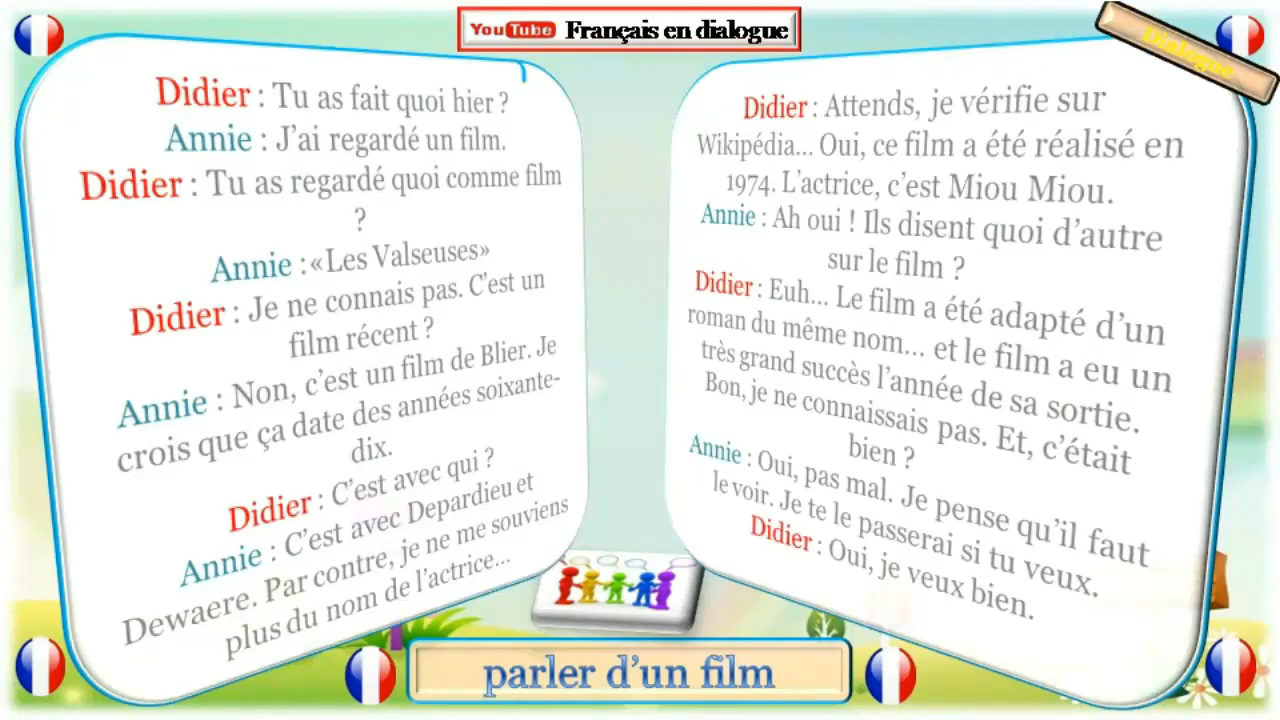 YouTube Français en dialogue
Dialogue
Didier : Tu as fait quoi hier ?
Annie : J'ai regardé un film.
Didier : Tu as regardé quoi comme film
?
Annie :«Les Valseuses»
Didier : Je ne connais pas. C'est un
film récent ?
Annie : Non, c'est un film de Blier. Je
crois que ça date des années soixante-
dix.
Didier : C'est avec qui ?
Annie : C'est avec Depardieu et
Dewaere. Par contre, je ne me souviens
plus du nom de l'actrice...
Didier : Attends, je vérifie sur
Wikipédia... Oui, ce film a été réalisé en
1974. L'actrice, c'est Miou Miou.
Annie : Ah oui ! Ils disent quoi d'autre
sur le film ?
Didier : Euh... Le film a été adapté d'un
roman du même nom... et le film a eu un
très grand succès l'année de sa sortie.
Bon, je ne connaissais pas. Et, c'était
bien ?
Annie : Oui, pas mal. Je pense qu'il faut
le voir. Je te le passerai si tu veux.
Didier : Oui, je veux bien.
parler d'un film